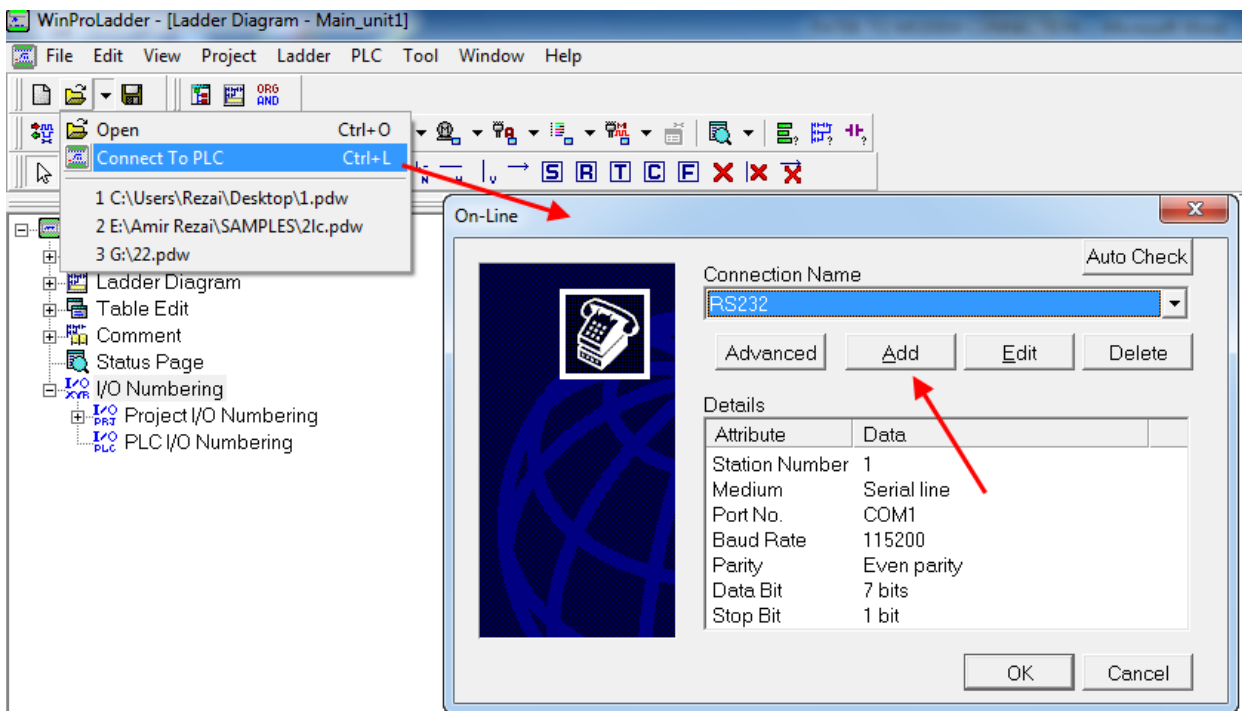 WinProLadder - [Ladder Diagram - Main_unit1]
File Edit View Project Ladder PLC Tool Window Help
ORG
AND
Open Ctrl+O
Connect To PLC Ctrl+L
1 C:\Users\Rezai\Desktop\1.pdw
2 E:\Amir Rezai\SAMPLES\2lc.pdw
3 G:\22.pdw
N H V S R T C F
Ladder Diagram
Table Edit
Comment
Status Page
I/O XYR I/O Numbering
I/O PRJ Project I/O Numbering
I/O PLC PLC I/O Numbering
On-Line
Auto Check
Connection Name
RS232
Advanced Add Edit Delete
Details
Attribute Data
Station Number 1
Medium Serial line
Port No. COM1
Baud Rate 115200
Parity Even parity
Data Bit 7 bits
Stop Bit 1 bit
OK Cancel